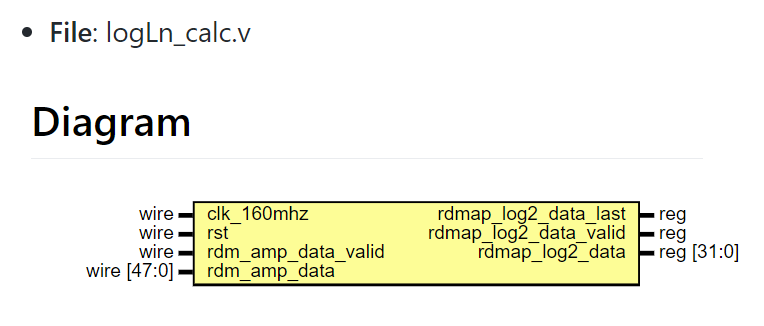 File: logLn_calc.v
Diagram
wire clk_160mhz rdmap_log2_data_last reg
wire rst rdmap_log2_data_valid reg
wire rdm_amp_data_valid rdmap_log2_data reg [31:0]
wire [47:0] rdm_amp_data